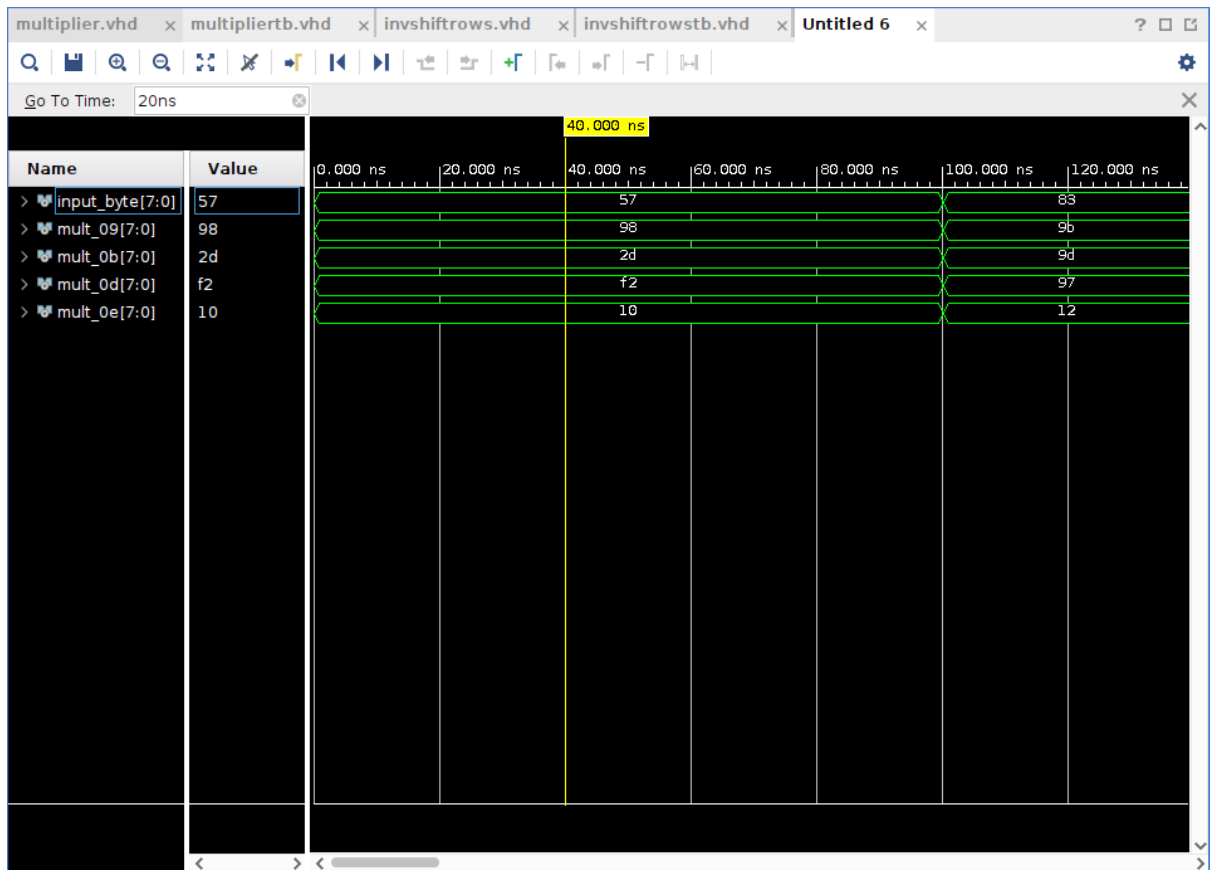 multiplier.vhd × multipliertb.vhd × invshiftrows.vhd × invshiftrowstb.vhd × Untitled 6 ×
Go To Time: 20ns
40.000 ns
Name Value 0.000 ns 20.000 ns 40.000 ns 60.000 ns 80.000 ns 100.000 ns 120.000 ns
input_byte[7:0] 57 57 83
mult_09[7:0] 98 98 9b
mult_0b[7:0] 2d 2d 9d
mult_0d[7:0] f2 f2 97
mult_0e[7:0] 10 10 12